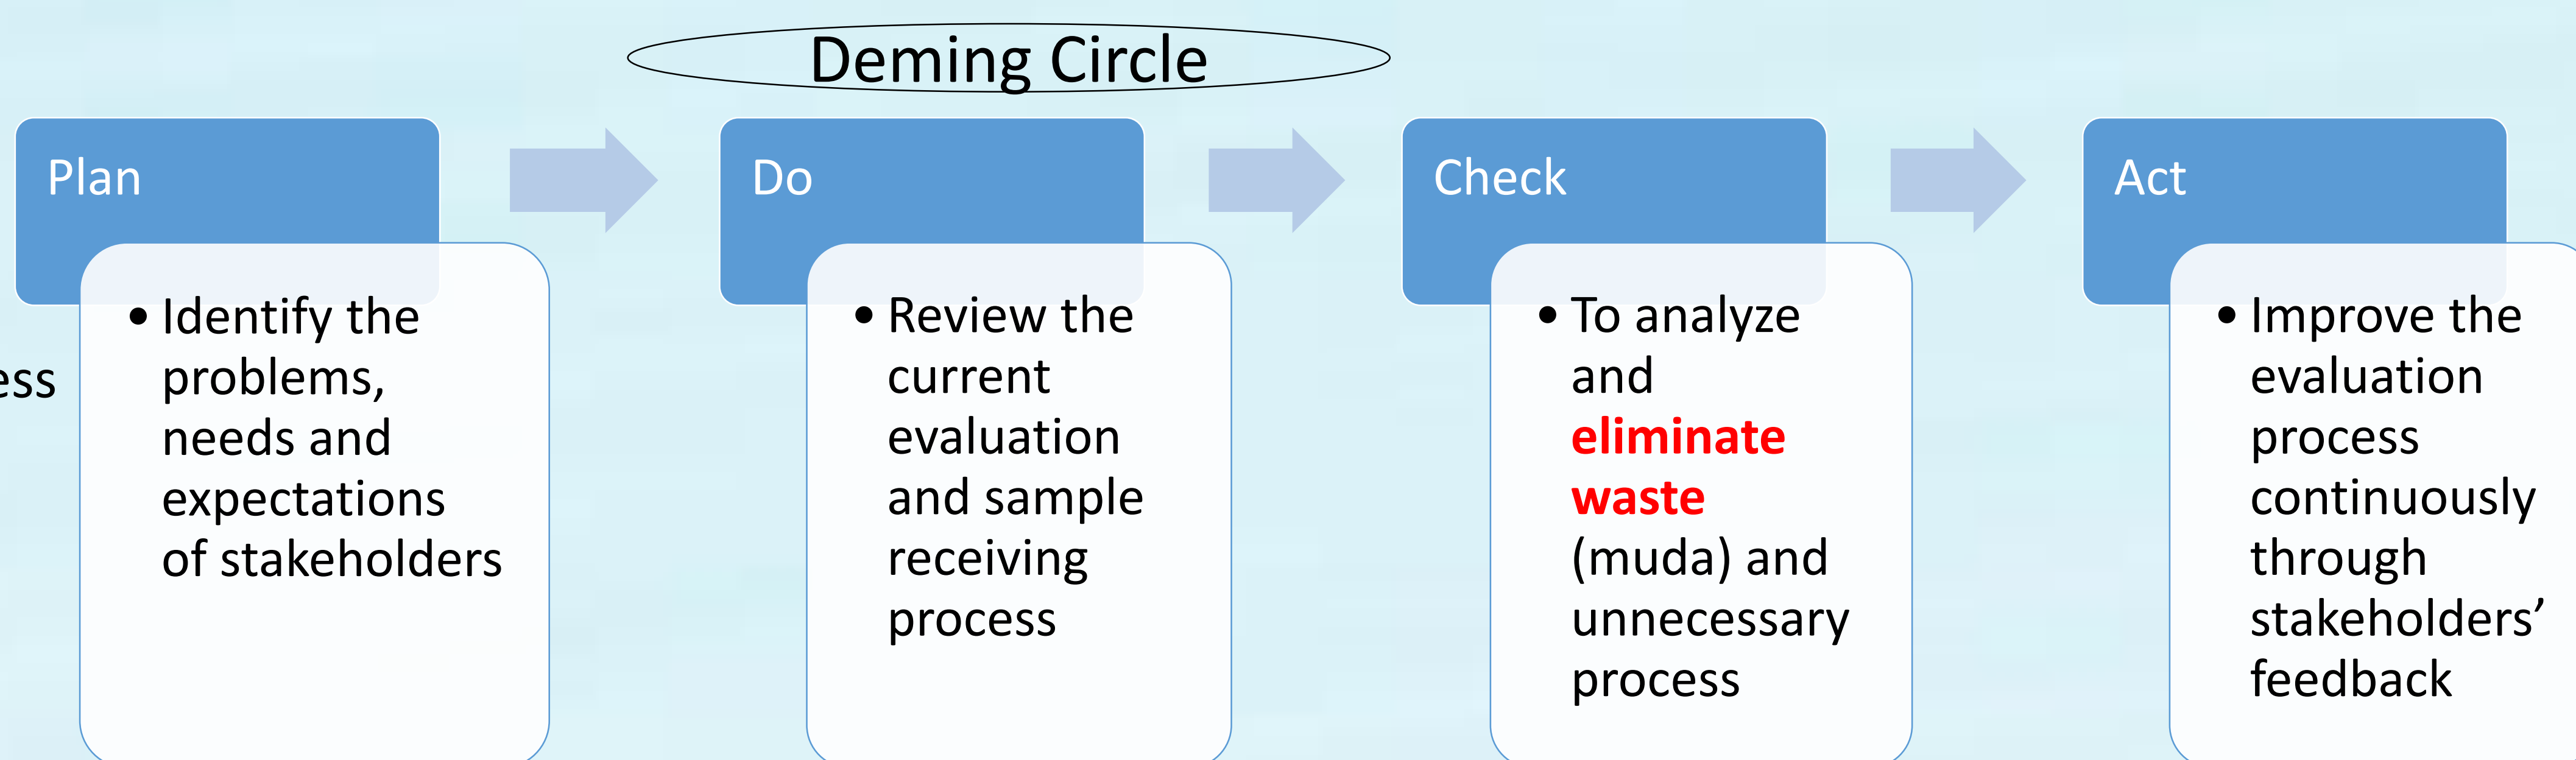 Deming Circle
Plan
• Identify the
problems,
needs and
expectations
of stakeholders
Do
• Review the
current
evaluation
and sample
receiving
process
Check
• To analyze
and
eliminate
waste
(muda) and
unnecessary
process
Act
• Improve the
evaluation
process
continuously
through
stakeholders’
feedback